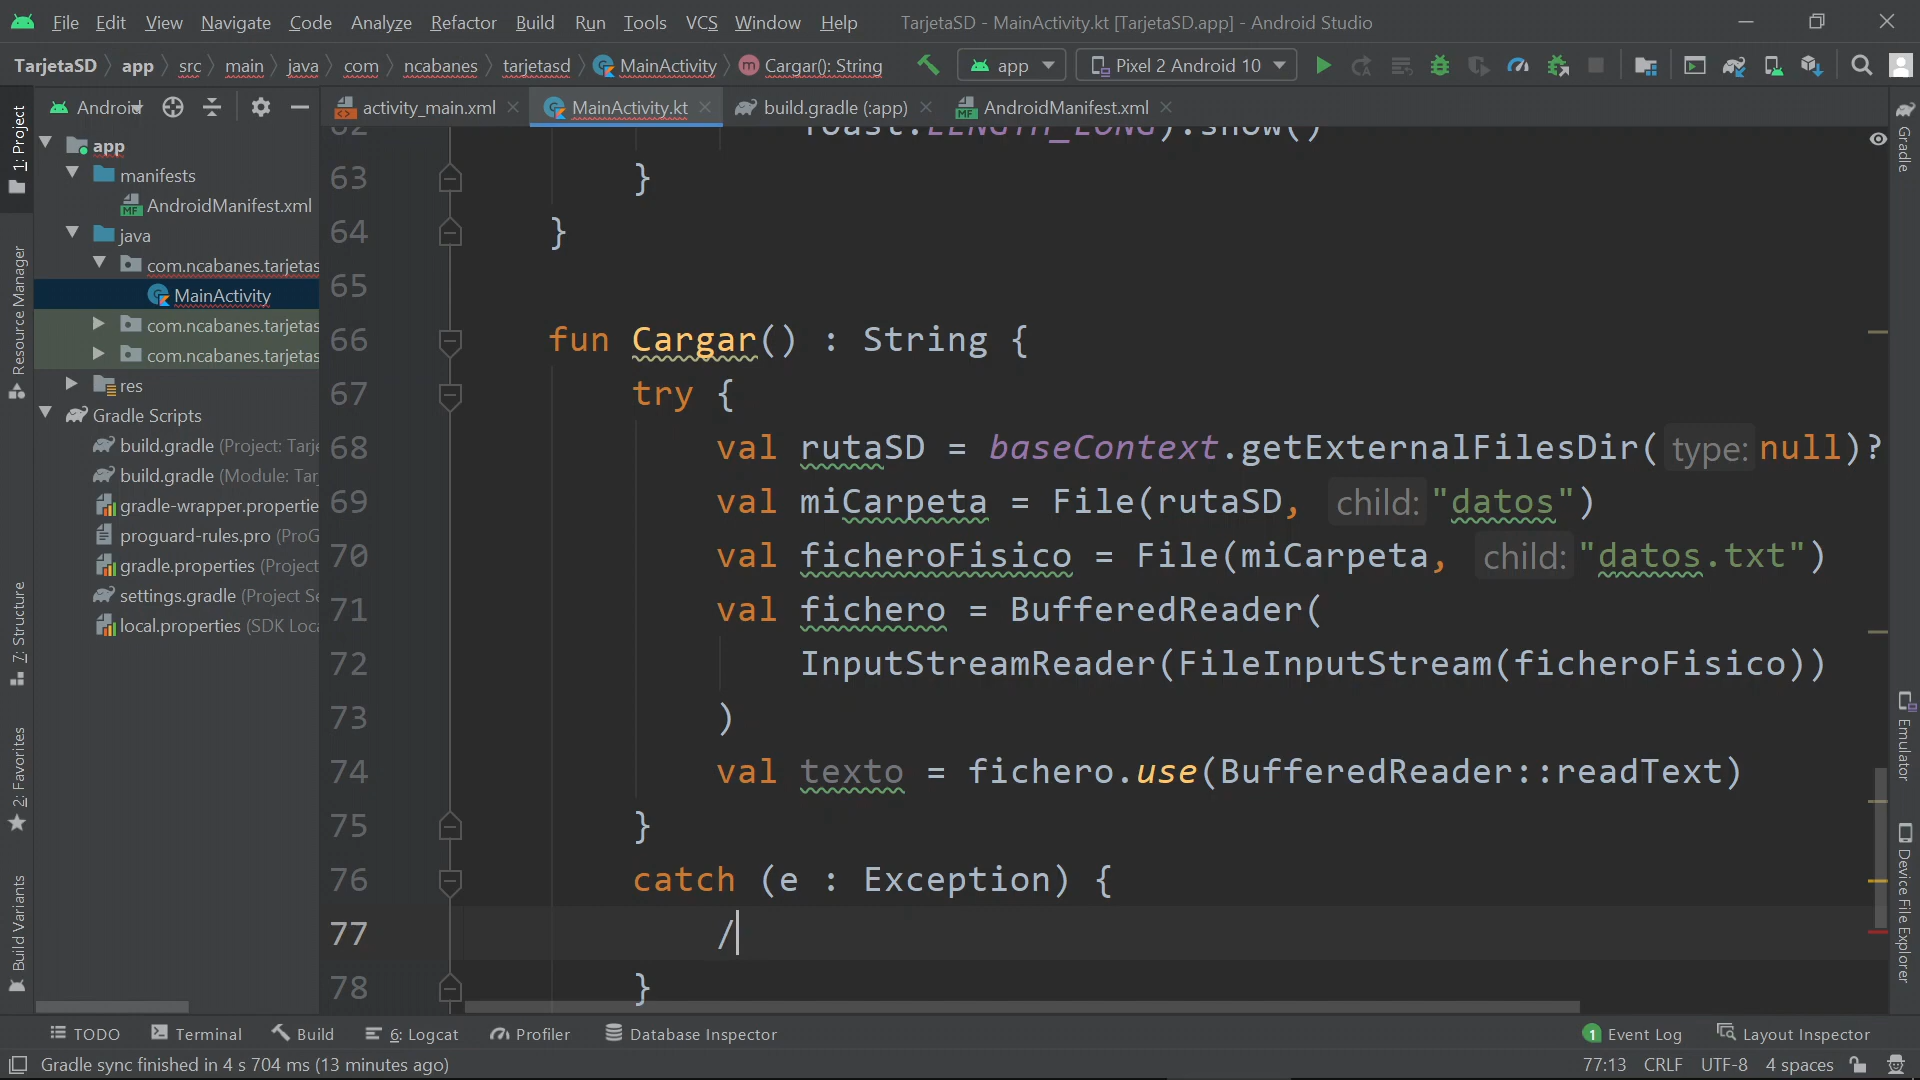 File Edit View Navigate Code Analyze Refactor Build Run Tools VCS Window Help TarjetaSD - MainActivity.kt [TarjetaSD.app] - Android Studio
TarjetaSD app src main java com ncabanes tarjetasd MainActivity Cargar(): String app Pixel 2 Android 10
Android activity_main.xml MainActivity.kt build.gradle (:app) AndroidManifest.xml
1: Project
Resource Manager
7: Structure
2: Favorites
Build Variants
app
manifests
AndroidManifest.xml
java
com.ncabanes.tarjetas
MainActivity
com.ncabanes.tarjetas
com.ncabanes.tarjetas
res
Gradle Scripts
build.gradle (Project: Tarje
build.gradle (Module: Tar
gradle-wrapper.propertie
proguard-rules.pro (ProG
gradle.properties (Project
settings.gradle (Project Se
local.properties (SDK Loca
62 Toast.LENGTH_LONG).show()
63 }
64 }
65
66 fun Cargar() : String {
67 try {
68 val rutaSD = baseContext.getExternalFilesDir( type: null)?
69 val miCarpeta = File(rutaSD, child: "datos")
70 val ficheroFisico = File(miCarpeta, child: "datos.txt")
71 val fichero = BufferedReader(
72 InputStreamReader(FileInputStream(ficheroFisico))
73 )
74 val texto = fichero.use(BufferedReader::readText)
75 }
76 catch (e : Exception) {
77 /
78 }
Gradle
Emulator
Device File Explorer
TODO Terminal Build 6: Logcat Profiler Database Inspector 1 Event Log Layout Inspector
Gradle sync finished in 4 s 704 ms (13 minutes ago) 77:13 CRLF UTF-8 4 spaces